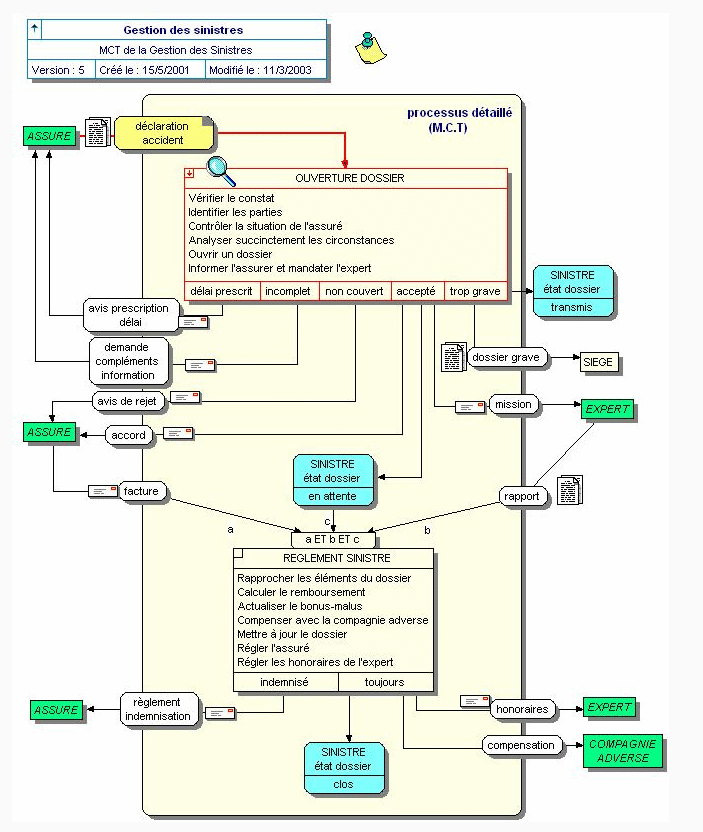 Gestion des sinistres
MCT de la Gestion des Sinistres
Version : 5
Créé le : 15/5/2001
Modifié le : 11/3/2003
processus détaillé
(M.C.T)
ASSURE
déclaration
accident
OUVERTURE DOSSIER
Vérifier le constat
Identifier les parties
Contrôler la situation de l'assuré
Analyser succinctement les circonstances
Ouvrir un dossier
Informer l'assurer et mandater l'expert
délai prescrit
incomplet
non couvert
accepté
trop grave
SINISTRE
état dossier
transmis
avis prescription
délai
demande
compléments
information
dossier grave
SIEGE
avis de rejet
mission
EXPERT
ASSURE
accord
SINISTRE
état dossier
en attente
facture
rapport
a
c
b
a ET b ET c
REGLEMENT SINISTRE
Rapprocher les éléments du dossier
Calculer le remboursement
Actualiser le bonus-malus
Compenser avec la compagnie adverse
Mettre à jour le dossier
Régler l'assuré
Régler les honoraires de l'expert
indemnisé
toujours
ASSURE
règlement
indemnisation
honoraires
EXPERT
SINISTRE
état dossier
clos
compensation
COMPAGNIE
ADVERSE